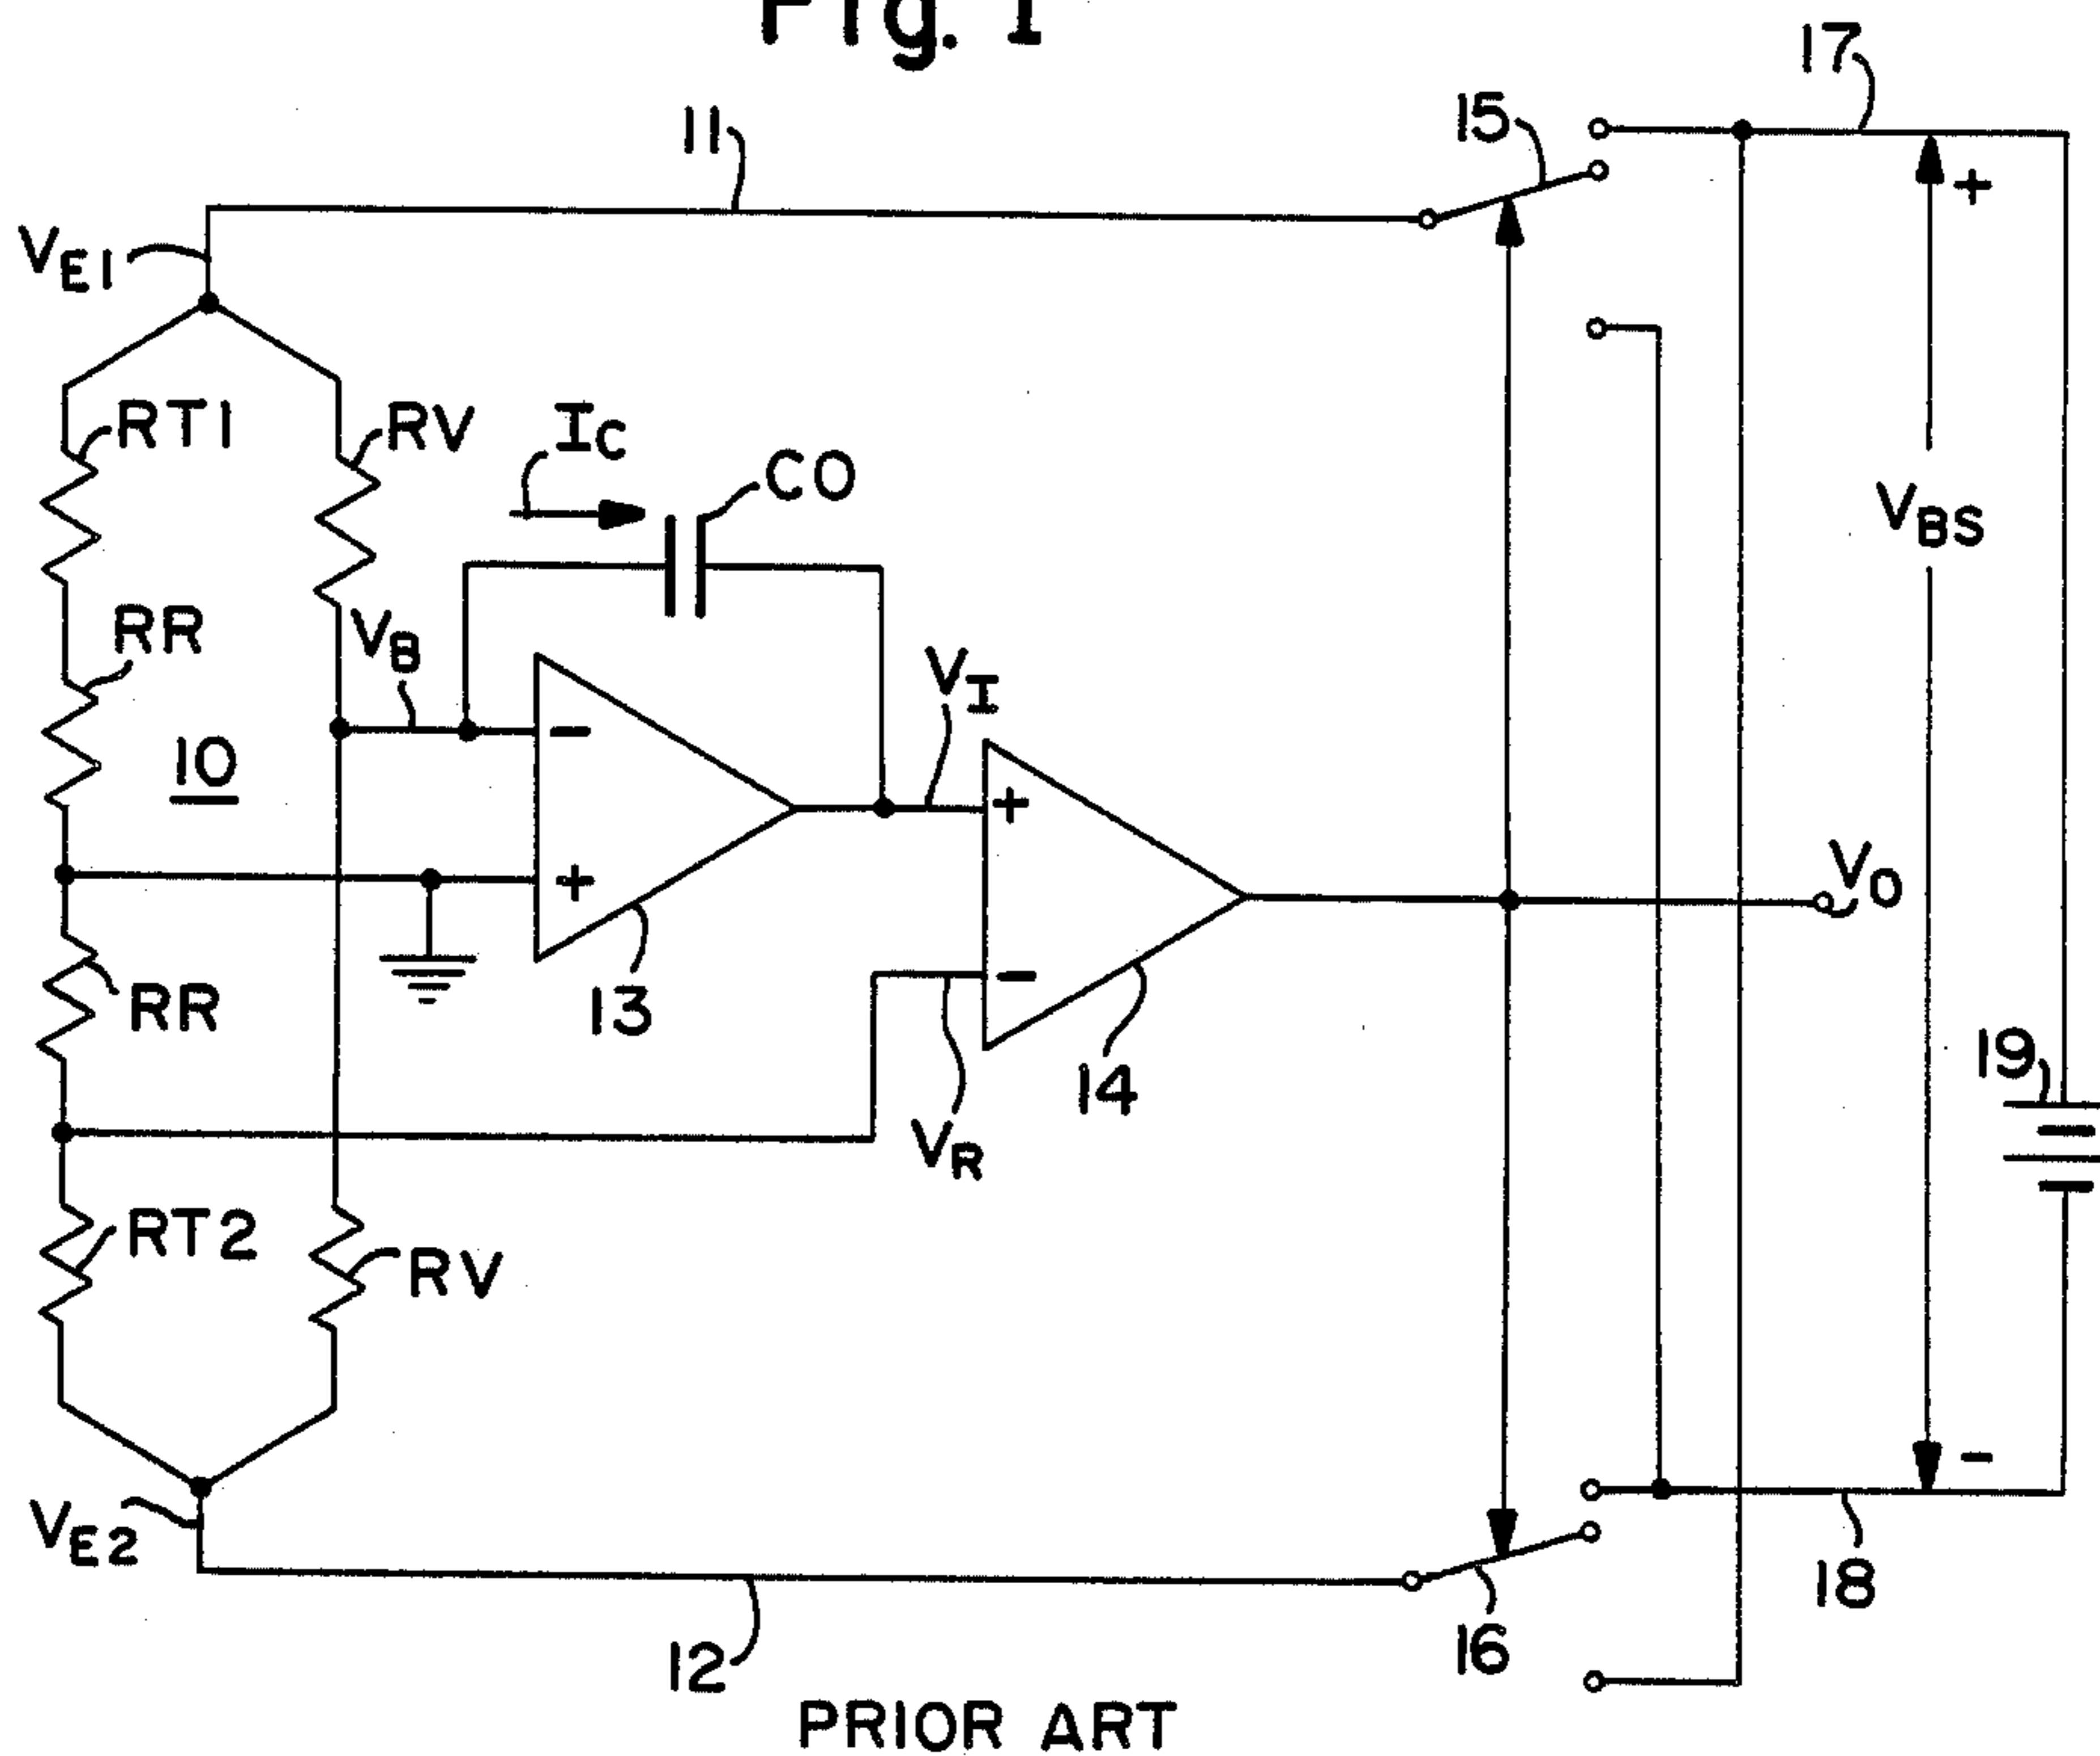 Fig. 1
17
15
11
+
VE1
RT1
RV
IC
CO
VBS
RR
VB
VI
10
-
+
+
VO
RR
13
-
14
19
VR
RT2
RV
-
VE2
18
16
12
PRIOR ART